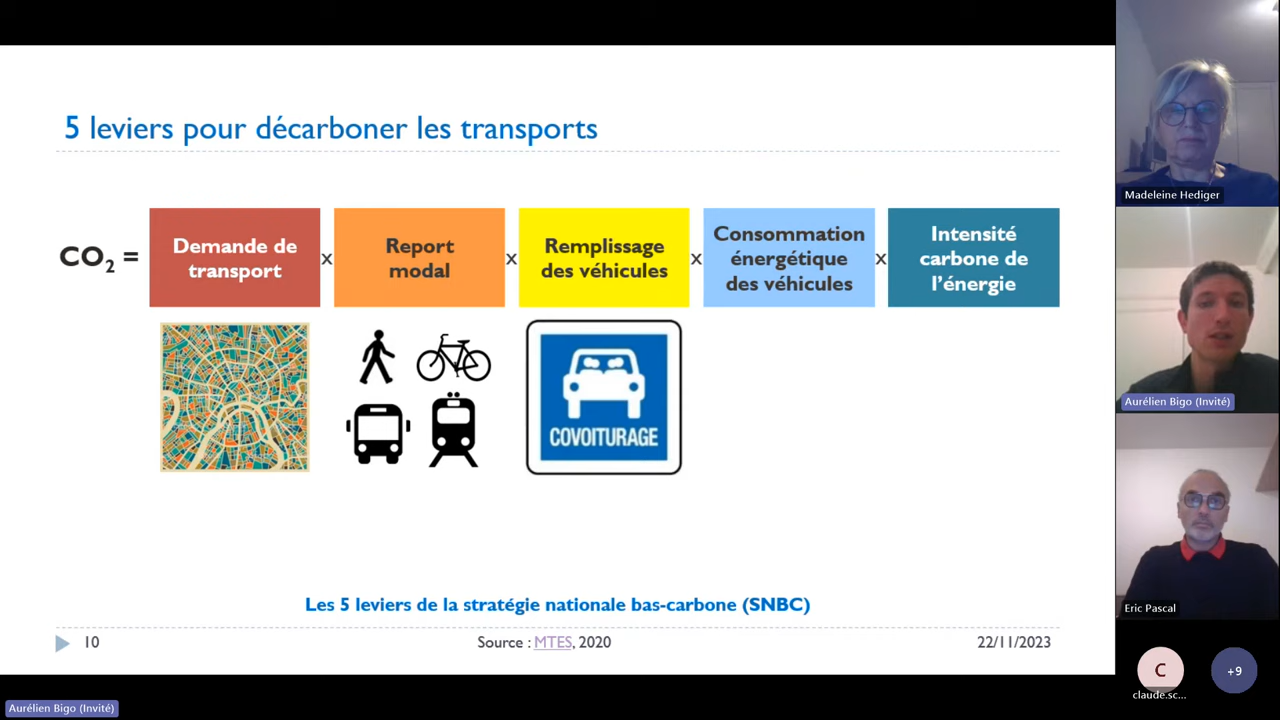 5 leviers pour décarboner les transports
CO2 =
Demande de
transport
x
Report
modal
x
Remplissage
des véhicules
x
Consommation
énergétique
des véhicules
x
Intensité
carbone de
l'énergie
COVOITURAGE
Les 5 leviers de la stratégie nationale bas-carbone (SNBC)
10
Source : MTES, 2020
22/11/2023
Madeleine Hediger
Aurélien Bigo (Invité)
Eric Pascal
C
claude.sc...
+9
Aurélien Bigo (Invité)